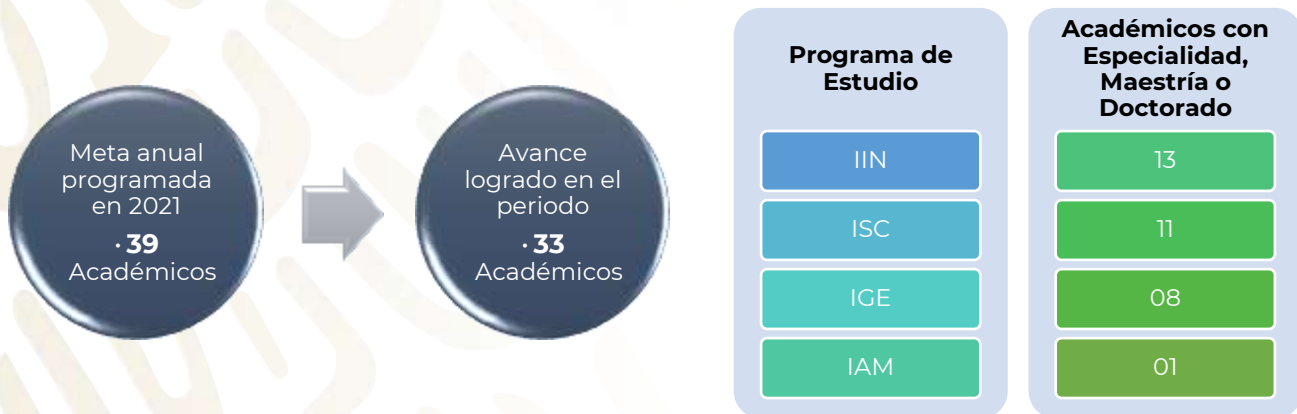 Meta anual
programada
en 2021
· 39
Académicos
Avance
logrado en el
periodo
· 33
Académicos
Programa de
Estudio
IIN
ISC
IGE
IAM
Académicos con
Especialidad,
Maestría o
Doctorado
13
11
08
01